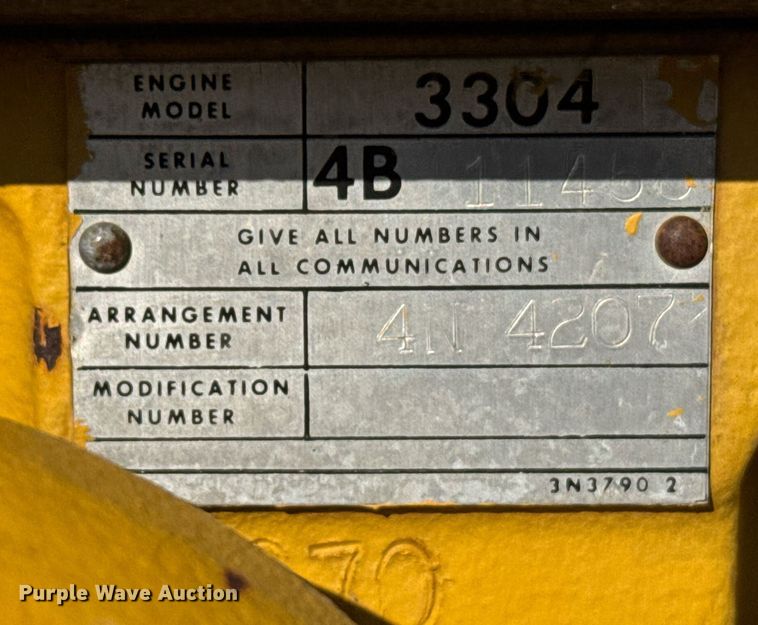 ENGINE
MODEL
3304
SERIAL
NUMBER
4B
GIVE ALL NUMBERS IN
ALL COMMUNICATIONS
ARRANGEMENT
NUMBER
4N 4207
MODIFICATION
NUMBER
3N3790 2
Purple Wave Auction